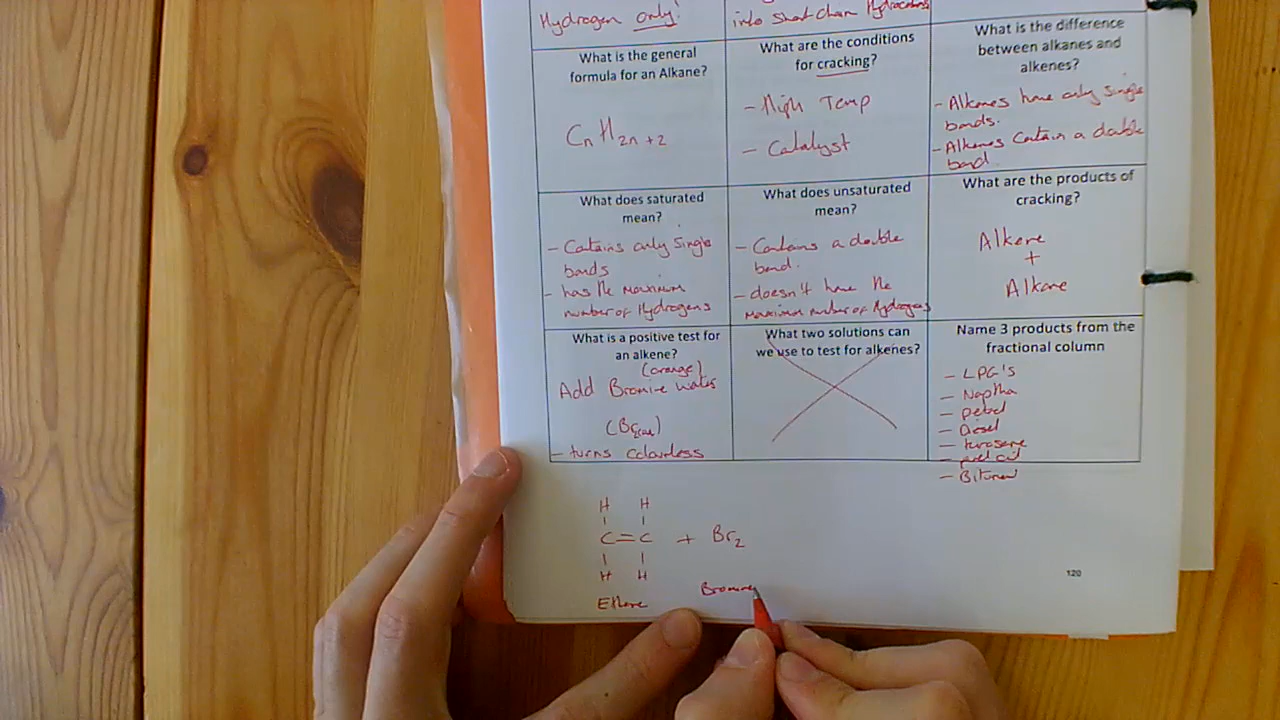 Hydrogen only!
into short chain Hydrocarbons
What is the general
formula for an Alkane?
CnH2n+2
What are the conditions
for cracking?
- High Temp
- Catalyst
What is the difference
between alkanes and
alkenes?
- Alkanes have only single
bonds.
- Alkenes contain a double
bond.
What does saturated
mean?
- Contains only single
bonds
- has the maximum
number of Hydrogens
What does unsaturated
mean?
- Contains a double
bond.
- doesn't have the
maximum number of Hydrogens
What are the products of
cracking?
Alkene
+
Alkane
What is a positive test for
an alkene?
(orange)
Add Bromine water
(Br2(aq))
- turns colourless
What two solutions can
we use to test for alkenes?
Name 3 products from the
fractional column
- LPG's
- Naptha
- petrol
- Diesel
- kerosene
- fuel oil
- Bitumen
H H
C=C + Br2
H H
Ethene
Bromine
120